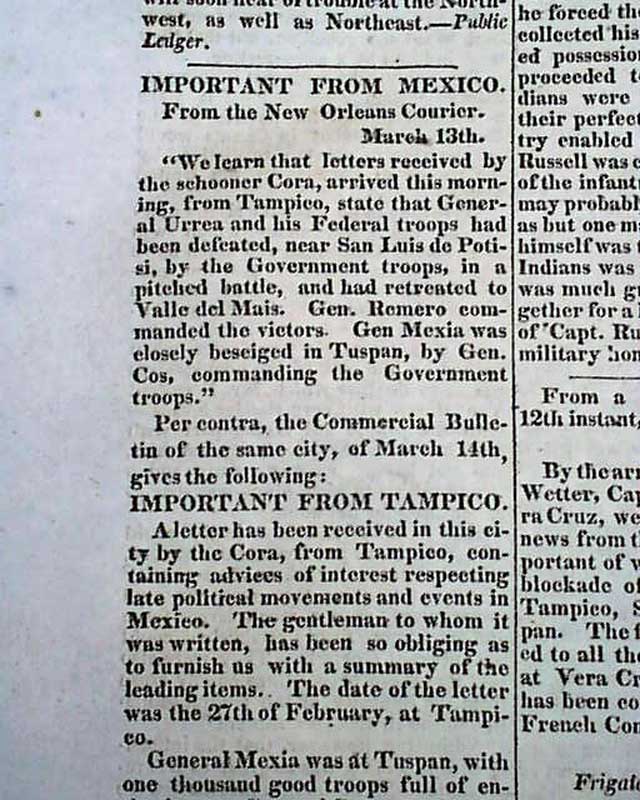 will soon hear of trouble at the North-
west, as well as Northeast.—Public
Ledger.
IMPORTANT FROM MEXICO.
From the New Orleans Courier.
March 13th.
"We learn that letters received by
the schooner Cora, arrived this morn-
ing, from Tampico, state that Gener-
al Urrea and his Federal troops had
been defeated, near San Luis de Poti-
si, by the Government troops, in a
pitched battle, and had retreated to
Valle del Mais. Gen. Romero com-
manded the victors. Gen Mexia was
closely beseiged in Tuspan, by Gen.
Cos, commanding the Government
troops."
Per contra, the Commercial Bulle-
tin of the same city, of March 14th,
gives the following:
IMPORTANT FROM TAMPICO.
A letter has been received in this ci-
ty by the Cora, from Tampico, con-
taining advices of interest respecting
late political movements and events in
Mexico. The gentleman to whom it
was written, has been so obliging as
to furnish us with a summary of the
leading items.. The date of the letter
was the 27th of February, at Tampi-
co.
General Mexia was at Tuspan, with
one thousand good troops full of en-
he forced the
collected his
ed possession
proceeded t
dians were
their perfect
try enabled
Russell was c
of the infant
may probabl
as but one m
himself was t
Indians was
was much g
gether for a
of Capt. Ru
military hon
From a
12th instant,
By the arr
Wetter, Cap
ra Cruz, we
news from t
portant of w
blockade of
Tampico, S
pan. The f
ed to all the
at Vera Cr
has been co
French Con
Frigat